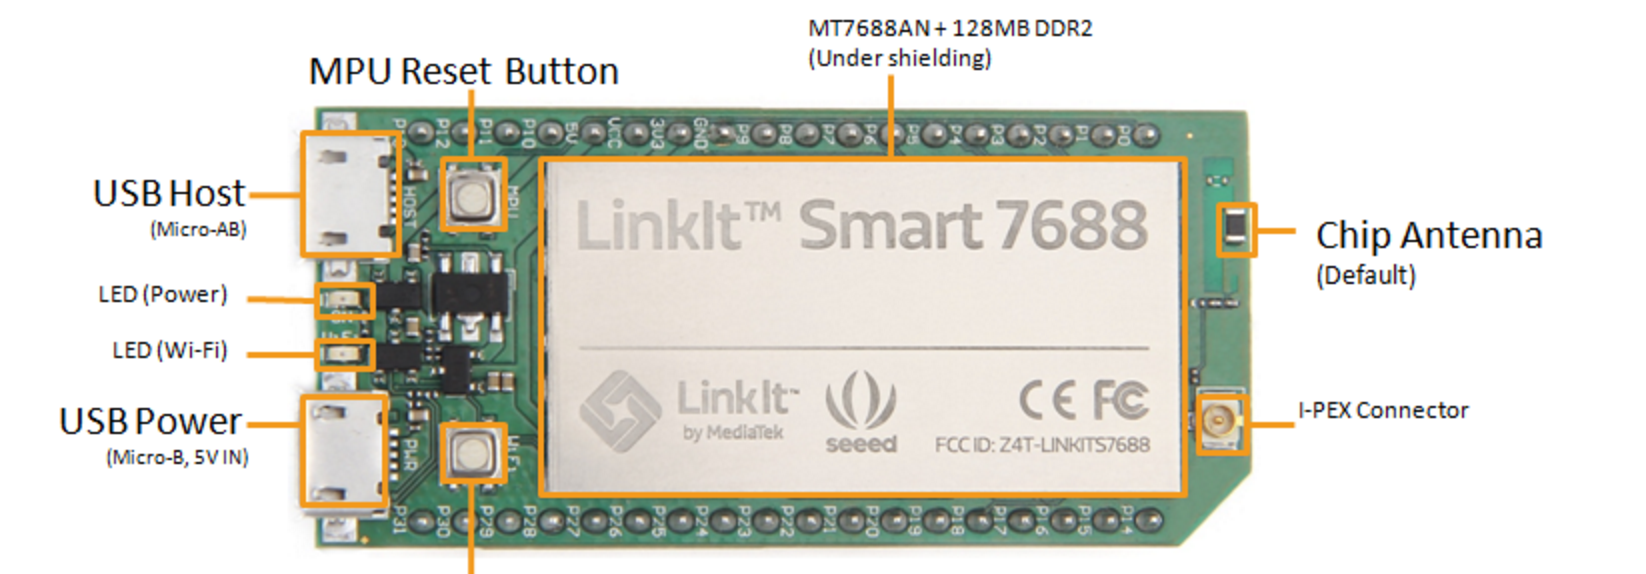 MT7688AN + 128MB DDR2
(Under shielding)
MPU Reset Button
P12 P11 P10 5V VCC 3V3 GND P9 P8 P7 P6 P5 P4 P3 P2 P1 P0
USB Host
(Micro-AB)
HOST
MPU
LinkIt™ Smart 7688
Chip Antenna
(Default)
LED (Power)
LED (Wi-Fi)
USB Power
(Micro-B, 5V IN)
PWR
WiFi
LinkIt™
by MediaTek
seeed
CE FC
FCC ID: Z4T-LINKITS7688
I-PEX Connector
P31 P30 P29 P28 P27 P26 P25 P24 P23 P22 P21 P20 P19 P18 P17 P16 P15 P14